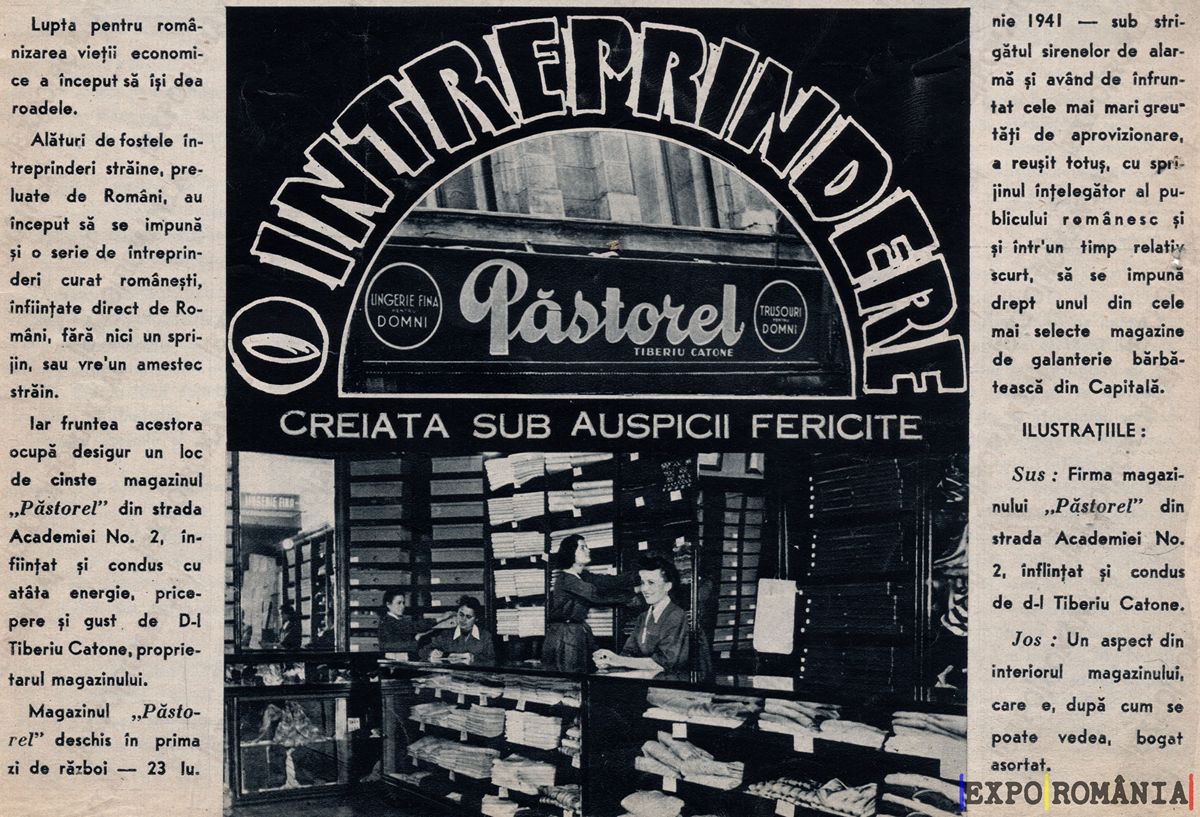 Lupta pentru româ-
nizarea vieții economi-
ce a început să își dea
roadele.
Alături de fostele în-
treprinderi străine, pre-
luate de Români, au
început să se impună
și o serie de întreprin-
deri curat românești,
înființate direct de Ro-
mâni, fără nici un spri-
jin, sau vre'un amestec
străin.
Iar fruntea acestora
ocupă desigur un loc
de cinste magazinul
„Păstorel” din strada
Academiei No. 2, în-
ființat și condus cu
atâta energie, price-
pere și gust de D-l
Tiberiu Catone, proprie-
tarul magazinului.
Magazinul „Păsto-
rel” deschis în prima
zi de război — 23 Iu.
O INTREPRINDERE
LINGERIE FINA
PENTRU
DOMNI
Păstorel
TIBERIU CATONE
TRUSOURI
PENTRU
DOMNI
CREIATA SUB AUSPICII FERICITE
LINGERIE FINA
nie 1941 — sub stri-
gătul sirenelor de alar-
mă și având de înfrun-
tat cele mai mari greu-
tăți de aprovizionare,
a reușit totuș, cu spri-
jinul înțelegător al pu-
blicului românesc și
și într'un timp relativ
scurt, să se impună
drept unul din cele
mai selecte magazine
de galanterie bărbă-
tească din Capitală.
ILUSTRAȚIILE :
Sus : Firma magazi-
nului „Păstorel” din
strada Academiei No.
2, înflințat și condus
de d-l Tiberiu Catone.
Jos : Un aspect din
interiorul magazinului,
care e, după cum se
poate vedea, bogat
asortat.
EXPO ROMÂNIA